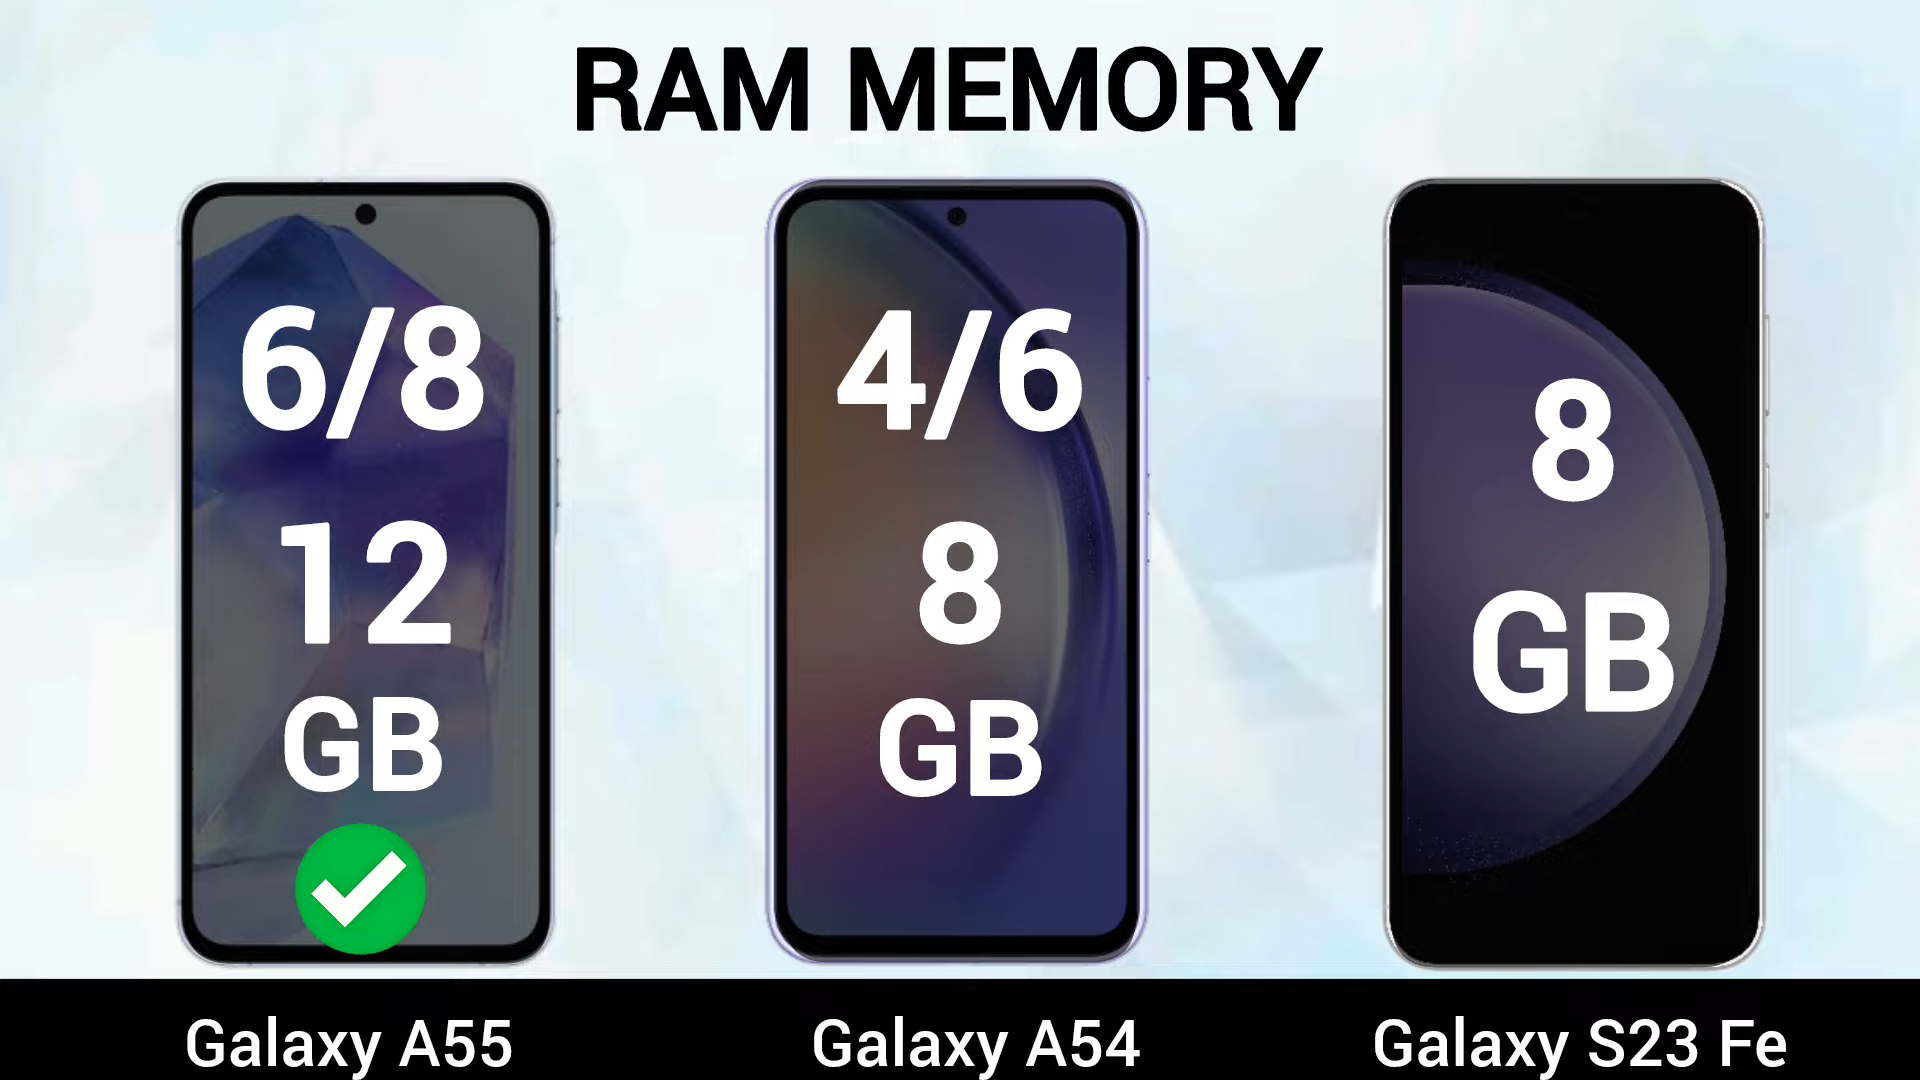 RAM MEMORY
6/8
12
GB
4/6
8
GB
8
GB
Galaxy A55
Galaxy A54
Galaxy S23 Fe